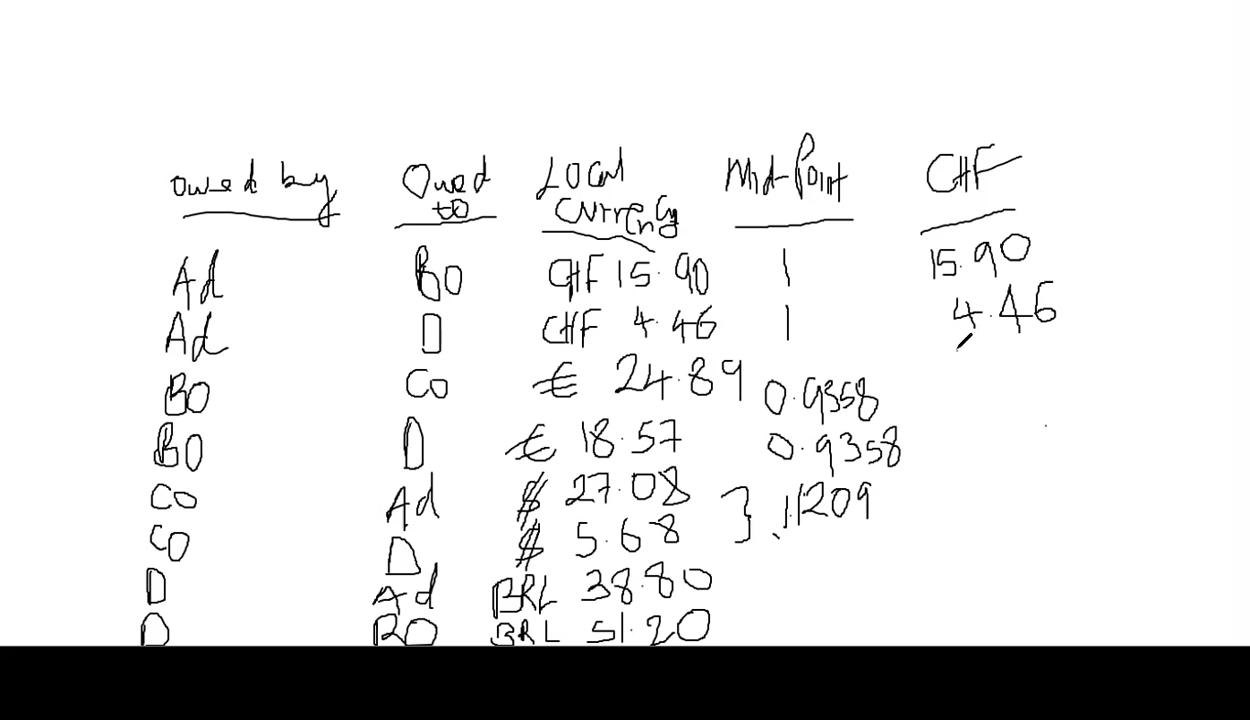 owed by Owed to Local Currency Mid-Point CHF
Ad BO CHF 15.90 1 15.90
Ad D CHF 4.46 1 4.46
BO CO € 24.89 0.9358
BO D € 18.57 0.9358
CO Ad $ 27.08 } 1.1209
CO D $ 5.68
D Ad BRL 38.80
D BO BRL 51.20